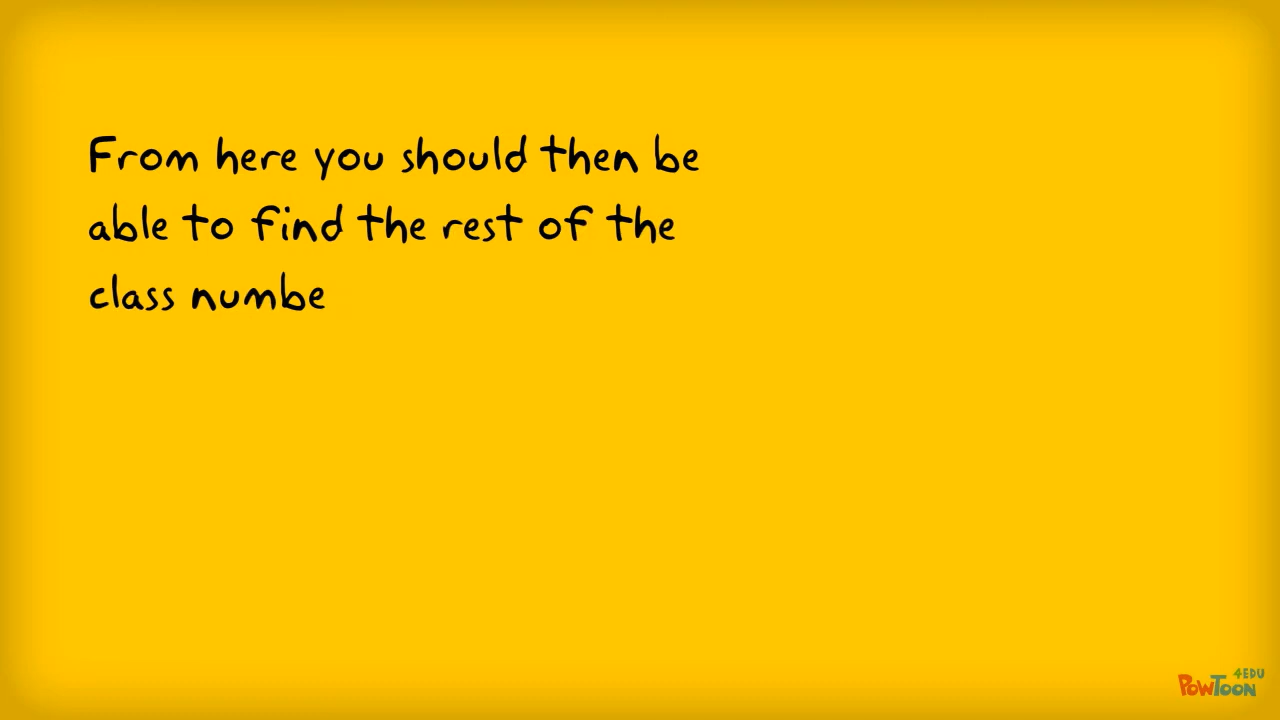 From here you should then be
able to find the rest of the
class numbe
4EDU
PowToon